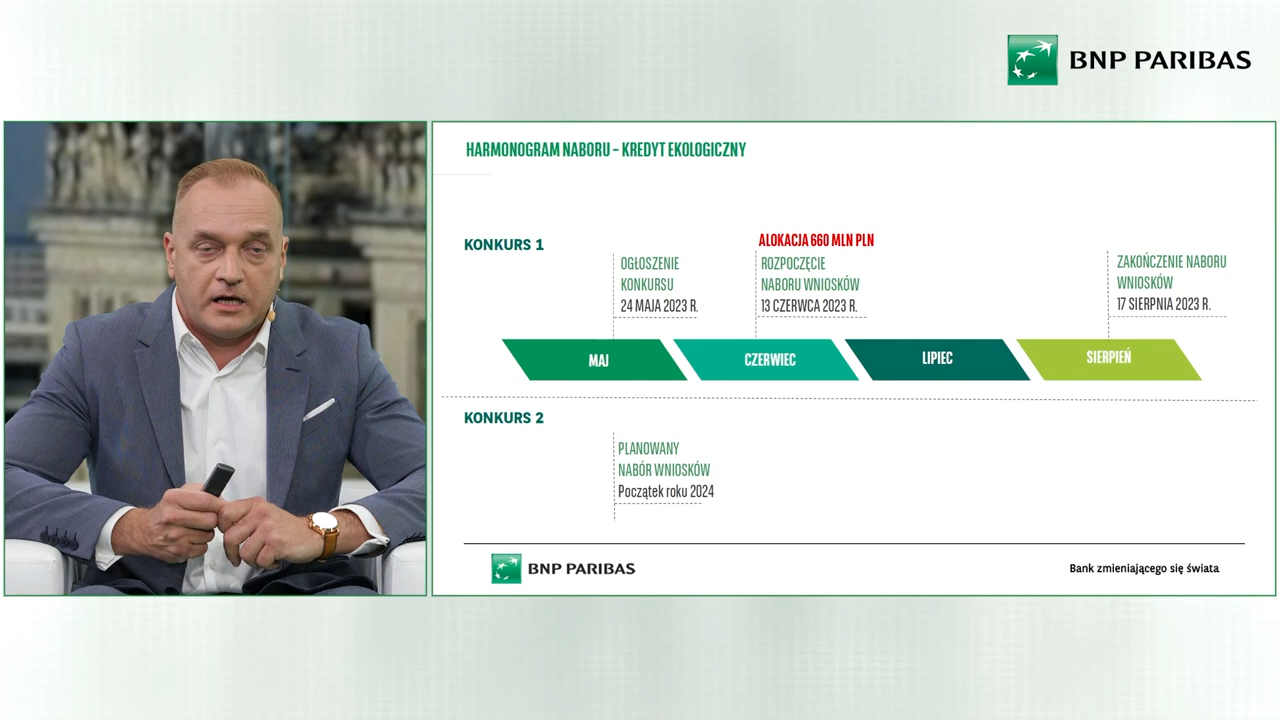 BNP PARIBAS
HARMONOGRAM NABORU – KREDYT EKOLOGICZNY
KONKURS 1
OGŁOSZENIE
KONKURSU
24 MAJA 2023 R.
ALOKACJA 660 MLN PLN
ROZPOCZĘCIE
NABORU WNIOSKÓW
13 CZERWCA 2023 R.
ZAKOŃCZENIE NABORU
WNIOSKÓW
17 SIERPNIA 2023 R.
MAJ
CZERWIEC
LIPIEC
SIERPIEŃ
KONKURS 2
PLANOWANY
NABÓR WNIOSKÓW
Początek roku 2024
BNP PARIBAS
Bank zmieniającego się świata